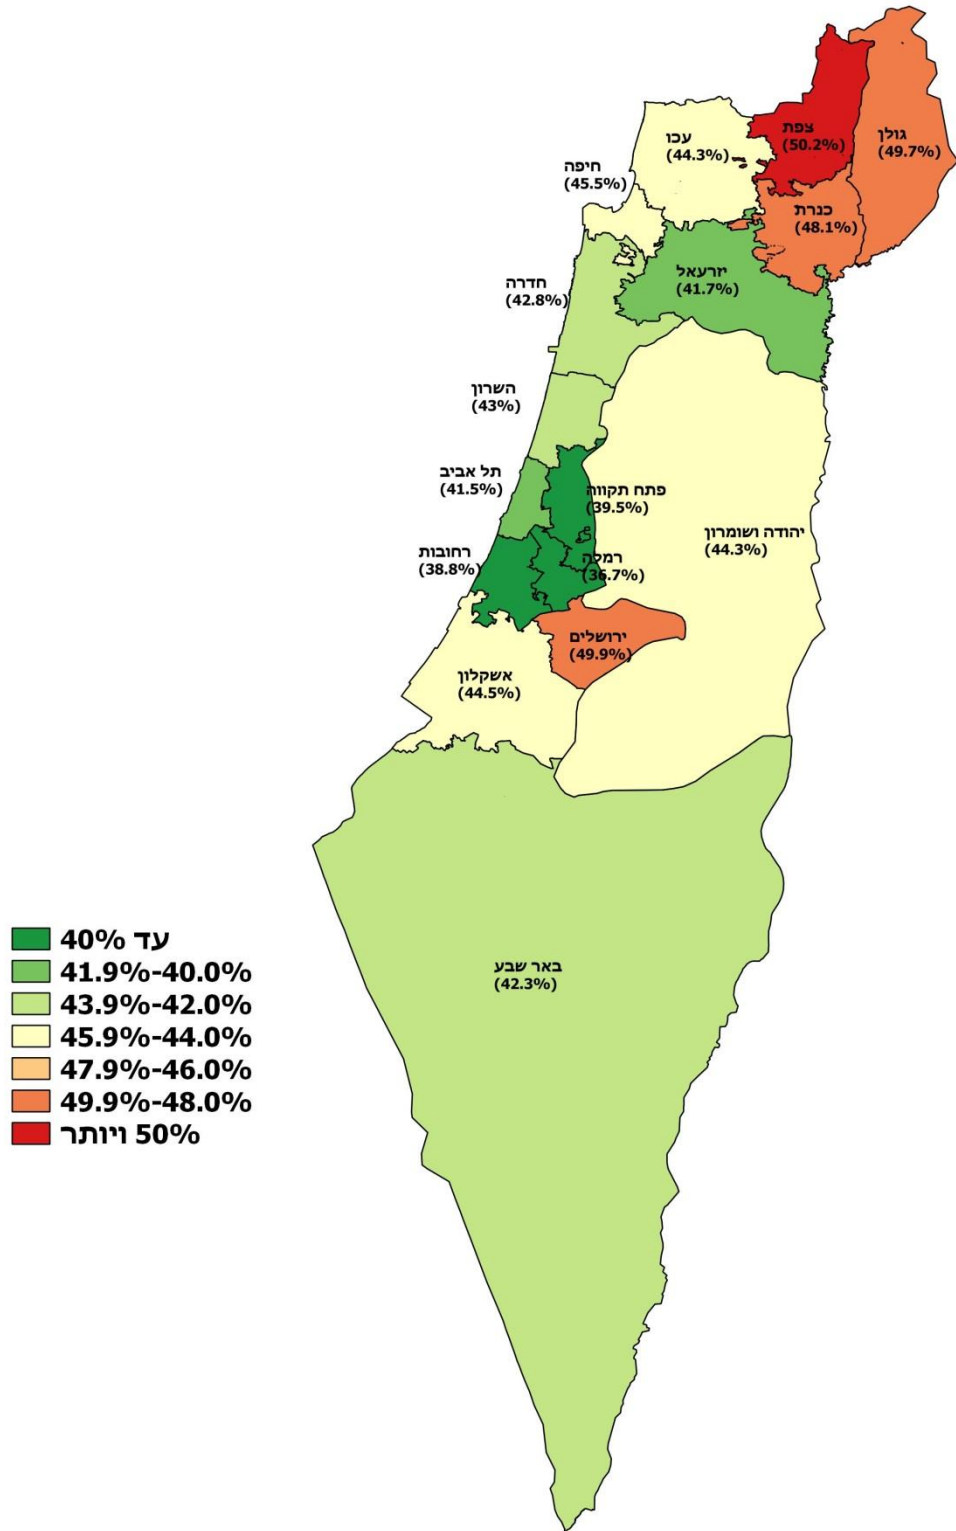 צפת
(50.2%)
גולן
(49.7%)
עכו
(44.3%)
חיפה
(45.5%)
כנרת
(48.1%)
יזרעאל
(41.7%)
חדרה
(42.8%)
השרון
(43%)
תל אביב
(41.5%)
פתח תקווה
(39.5%)
יהודה ושומרון
(44.3%)
רחובות
(38.8%)
רמלה
(36.7%)
ירושלים
(49.9%)
אשקלון
(44.5%)
באר שבע
(42.3%)
עד 40%
41.9%-40.0%
43.9%-42.0%
45.9%-44.0%
47.9%-46.0%
49.9%-48.0%
50% ויותר